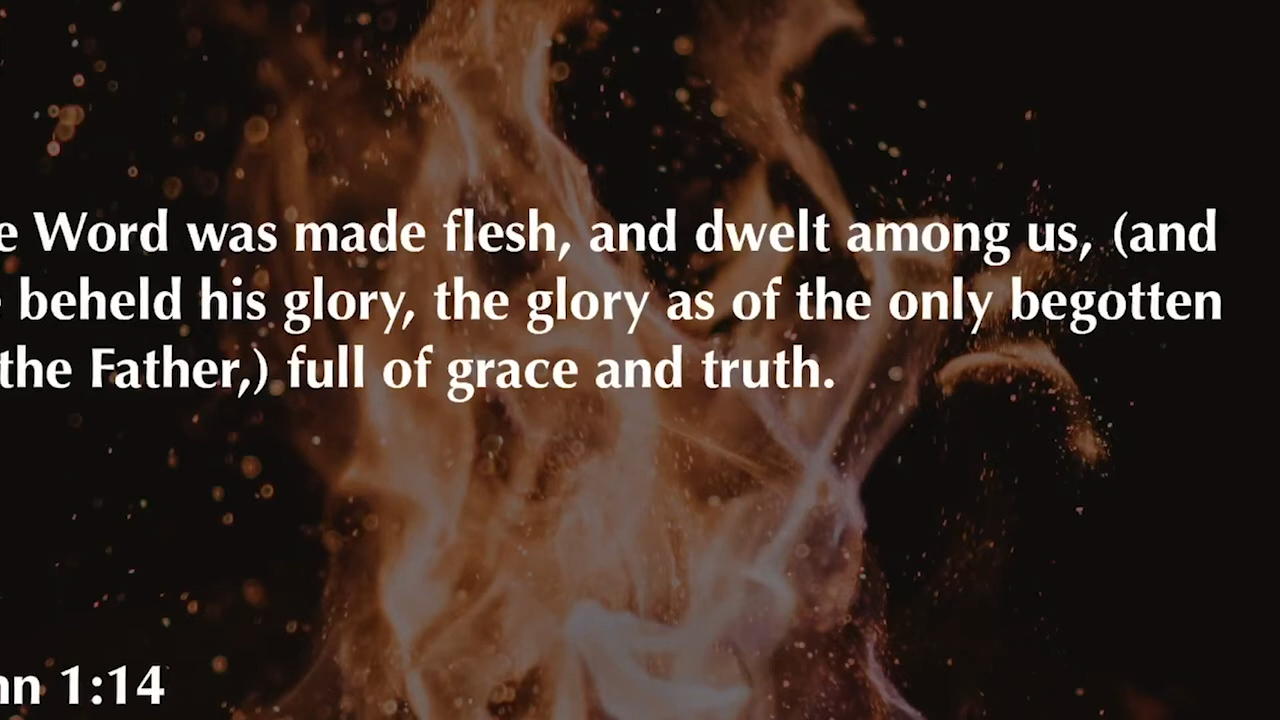 e Word was made flesh, and dwelt among us, (and
beheld his glory, the glory as of the only begotten
the Father,) full of grace and truth.
nn 1:14